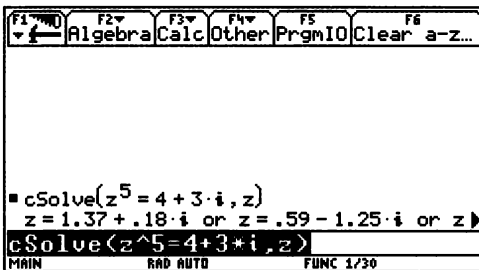 F1 F2 F3 F4 F5 F6
Algebra Calc Other PrgmIO Clear a-z…
▪ cSolve(z⁵ = 4 + 3·i, z)
z = 1.37 + .18·i or z = .59 - 1.25·i or z▶
cSolve(z^5=4+3*i,z)
MAIN RAD AUTO FUNC 1/30